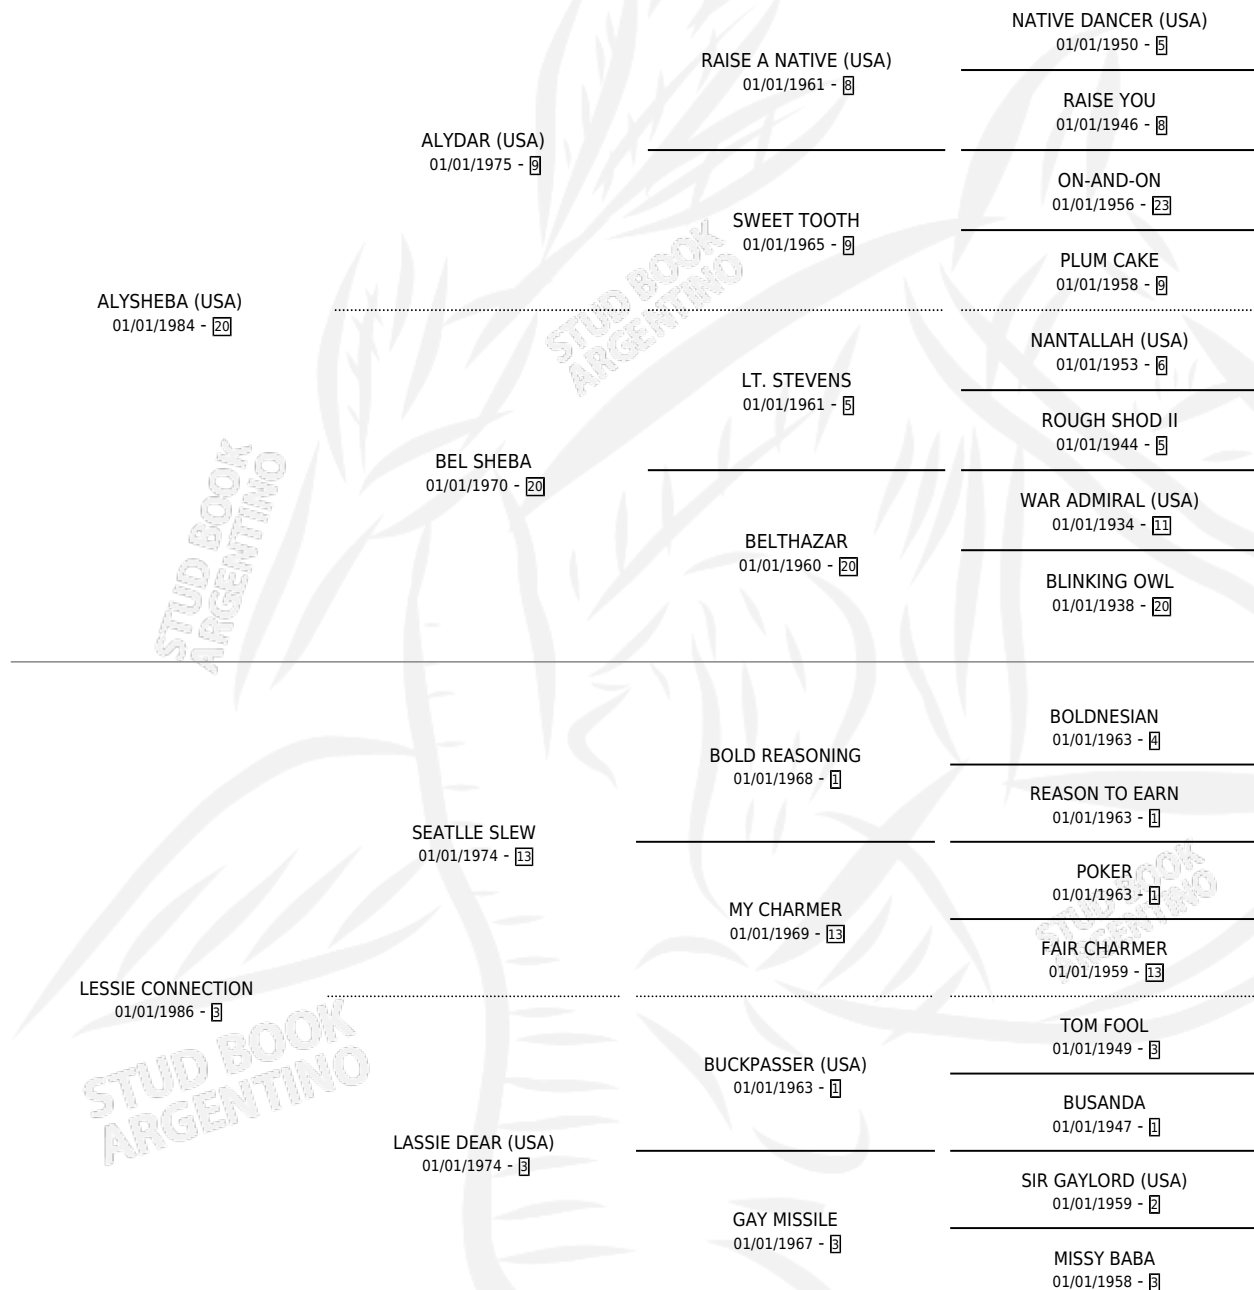 NATIVE DANCER (USA)
01/01/1950 - 5
RAISE A NATIVE (USA)
01/01/1961 - 8
RAISE YOU
01/01/1946 - 8
ALYDAR (USA)
01/01/1975 - 9
ON-AND-ON
01/01/1956 - 23
SWEET TOOTH
01/01/1965 - 9
PLUM CAKE
01/01/1958 - 9
ALYSHEBA (USA)
01/01/1984 - 20
NANTALLAH (USA)
01/01/1953 - 6
LT. STEVENS
01/01/1961 - 5
ROUGH SHOD II
01/01/1944 - 5
BEL SHEBA
01/01/1970 - 20
WAR ADMIRAL (USA)
01/01/1934 - 11
BELTHAZAR
01/01/1960 - 20
BLINKING OWL
01/01/1938 - 20
BOLDNESIAN
01/01/1963 - 4
BOLD REASONING
01/01/1968 - 1
REASON TO EARN
01/01/1963 - 1
SEATLLE SLEW
01/01/1974 - 13
POKER
01/01/1963 - 1
MY CHARMER
01/01/1969 - 13
FAIR CHARMER
01/01/1959 - 13
LESSIE CONNECTION
01/01/1986 - 3
TOM FOOL
01/01/1949 - 3
BUCKPASSER (USA)
01/01/1963 - 1
BUSANDA
01/01/1947 - 1
LASSIE DEAR (USA)
01/01/1974 - 3
SIR GAYLORD (USA)
01/01/1959 - 2
GAY MISSILE
01/01/1967 - 3
MISSY BABA
01/01/1958 - 3
STUD BOOK
ARGENTINO
STUD BOOK
ARGENTINO
STUD BOOK
ARGENTINO
STUD BOOK
ARGENTINO